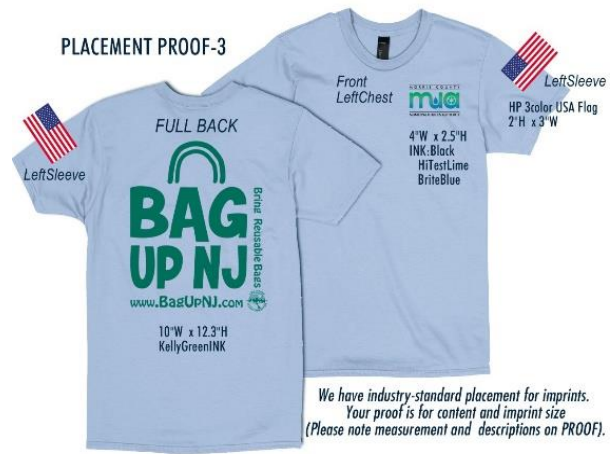 PLACEMENT PROOF-3
LeftSleeve
FULL BACK
BAG
UP NJ
Bring Reusable Bags
www.BagUpNJ.com
10"W x 12.3"H
KellyGreenINK
Front
LeftChest
MORRIS COUNTY
mua
4"W x 2.5"H
INK:Black
HiTestLime
BriteBlue
LeftSleeve
HP 3color USA Flag
2"H x 3"W
We have industry-standard placement for imprints.
Your proof is for content and imprint size
(Please note measurement and descriptions on PROOF).